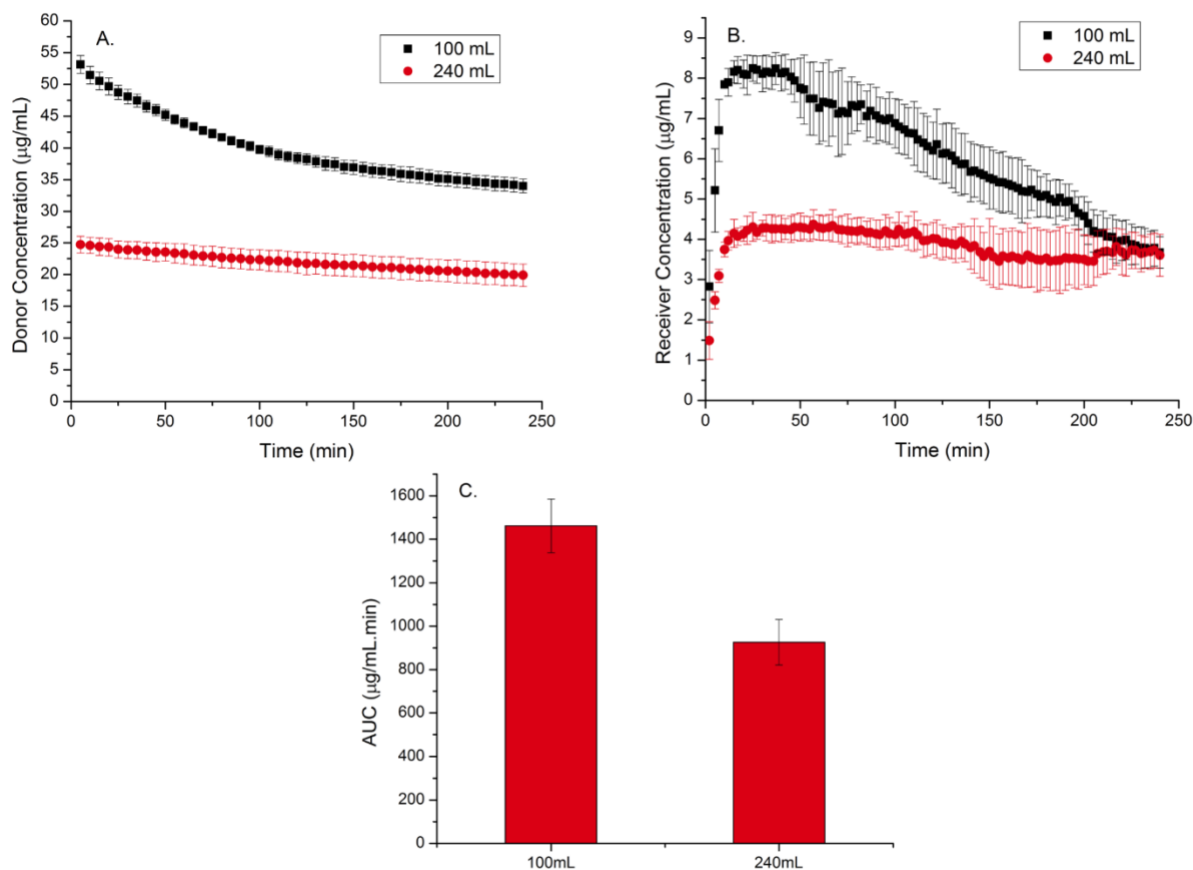 A.
100 mL
240 mL
60
55
50
45
40
35
30
25
20
15
10
5
0
Donor Concentration (μg/mL)
0 50 100 150 200 250
Time (min)
B.
100 mL
240 mL
9
8
7
6
5
4
3
2
1
0
Receiver Concentration (μg/mL)
0 50 100 150 200 250
Time (min)
C.
1600
1400
1200
1000
800
600
400
200
0
AUC (μg/mL.min)
100mL 240mL